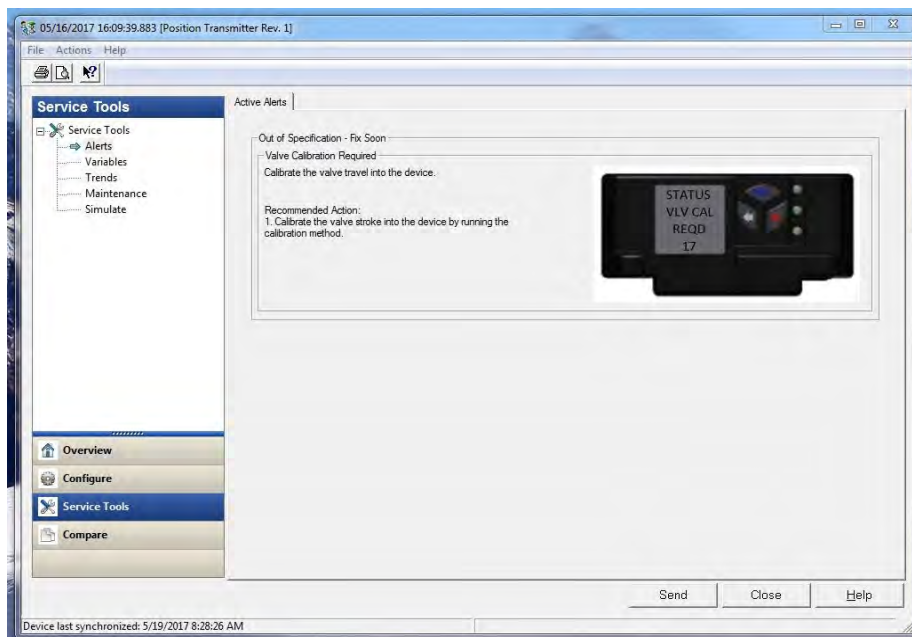 05/16/2017 16:09:39.883 [Position Transmitter Rev. 1]
File Actions Help
Service Tools
Service Tools
Alerts
Variables
Trends
Maintenance
Simulate
Overview
Configure
Service Tools
Compare
Active Alerts
Out of Specification - Fix Soon
Valve Calibration Required
Calibrate the valve travel into the device.
Recommended Action:
1. Calibrate the valve stroke into the device by running the
calibration method.
STATUS
VLV CAL
REQD
17
Send Close Help
Device last synchronized: 5/19/2017 8:28:26 AM